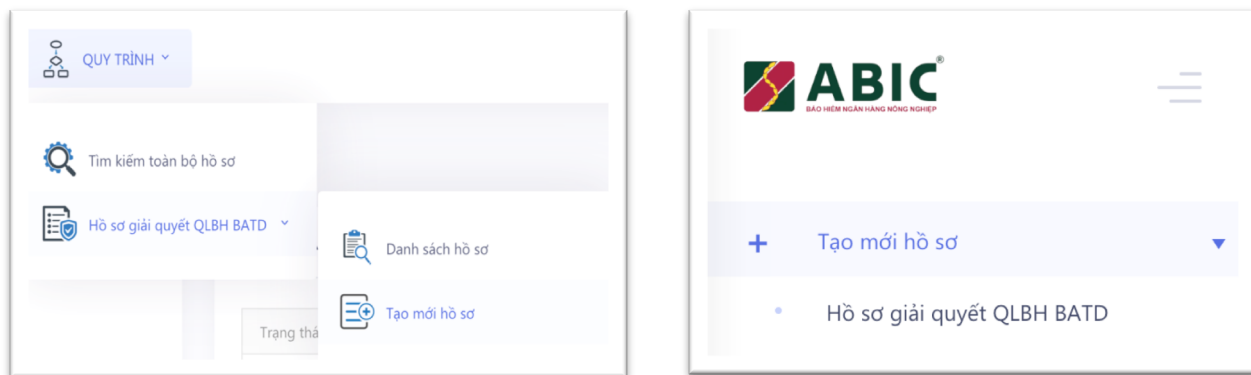 QUY TRÌNH
Tìm kiếm toàn bộ hồ sơ
Hồ sơ giải quyết QLBH BATD
Danh sách hồ sơ
Tạo mới hồ sơ
Trạng thá
ABIC®
BẢO HIỂM NGÂN HÀNG NÔNG NGHIỆP
+ Tạo mới hồ sơ
Hồ sơ giải quyết QLBH BATD